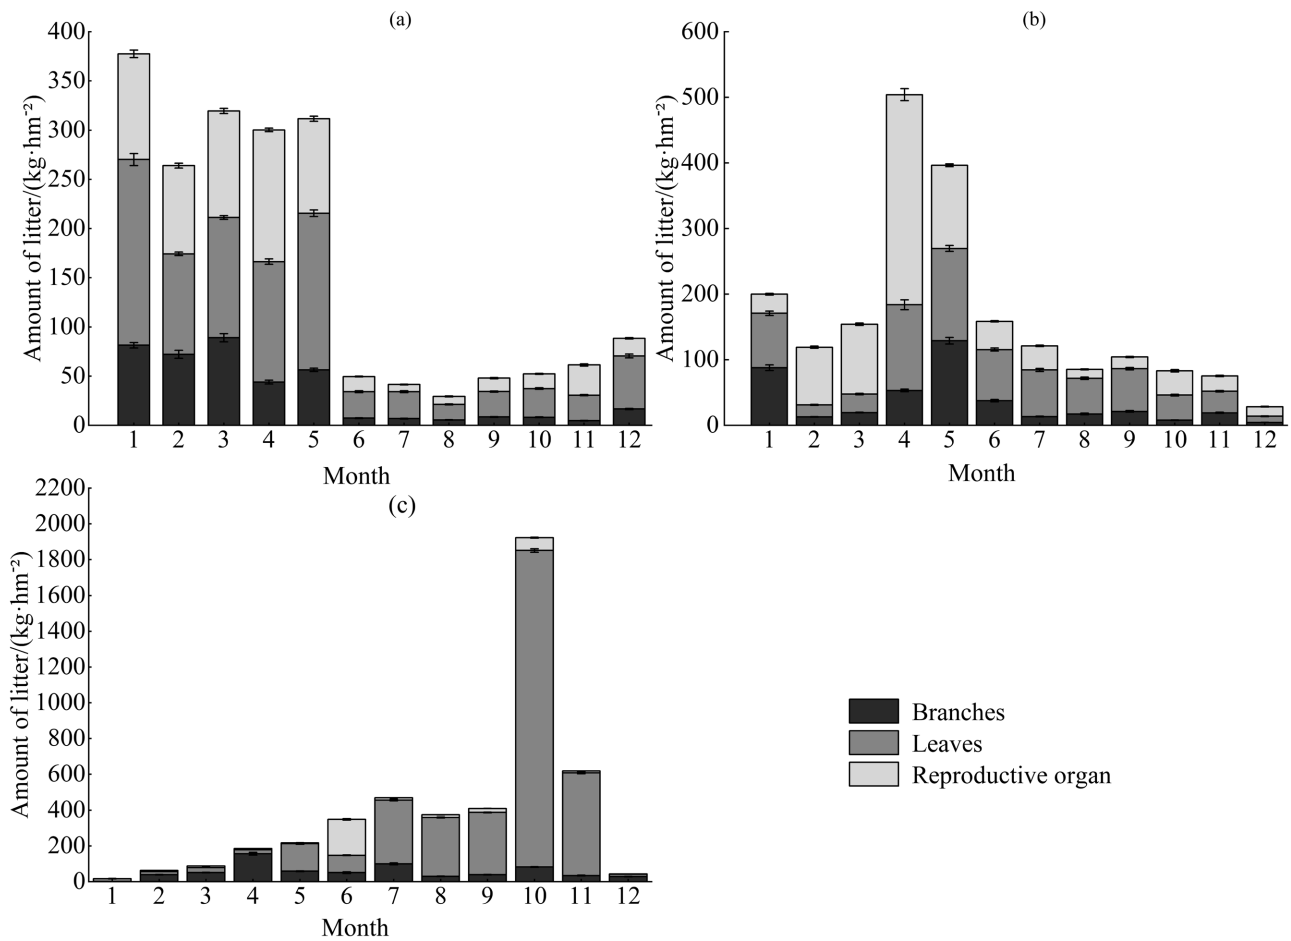 (a)
Amount of litter/(kg·hm⁻²)
400
350
300
250
200
150
100
50
0
1 2 3 4 5 6 7 8 9 10 11 12
Month
(b)
Amount of litter/(kg·hm⁻²)
600
500
400
300
200
100
0
1 2 3 4 5 6 7 8 9 10 11 12
Month
(c)
Amount of litter/(kg·hm⁻²)
2200
2000
1800
1600
1400
1200
1000
800
600
400
200
0
1 2 3 4 5 6 7 8 9 10 11 12
Month
Branches
Leaves
Reproductive organ